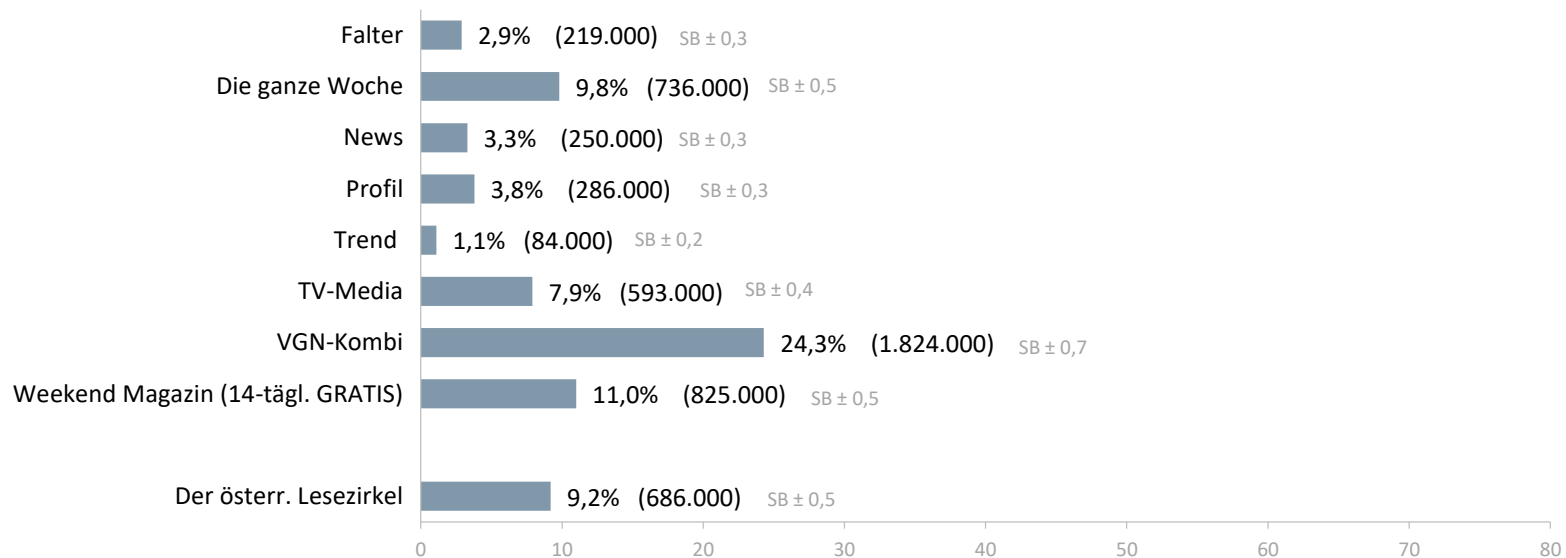 Falter 2,9% (219.000) SB ± 0,3
Die ganze Woche 9,8% (736.000) SB ± 0,5
News 3,3% (250.000) SB ± 0,3
Profil 3,8% (286.000) SB ± 0,3
Trend 1,1% (84.000) SB ± 0,2
TV-Media 7,9% (593.000) SB ± 0,4
VGN-Kombi 24,3% (1.824.000) SB ± 0,7
Weekend Magazin (14-tägl. GRATIS) 11,0% (825.000) SB ± 0,5
Der österr. Lesezirkel 9,2% (686.000) SB ± 0,5
0 10 20 30 40 50 60 70 80